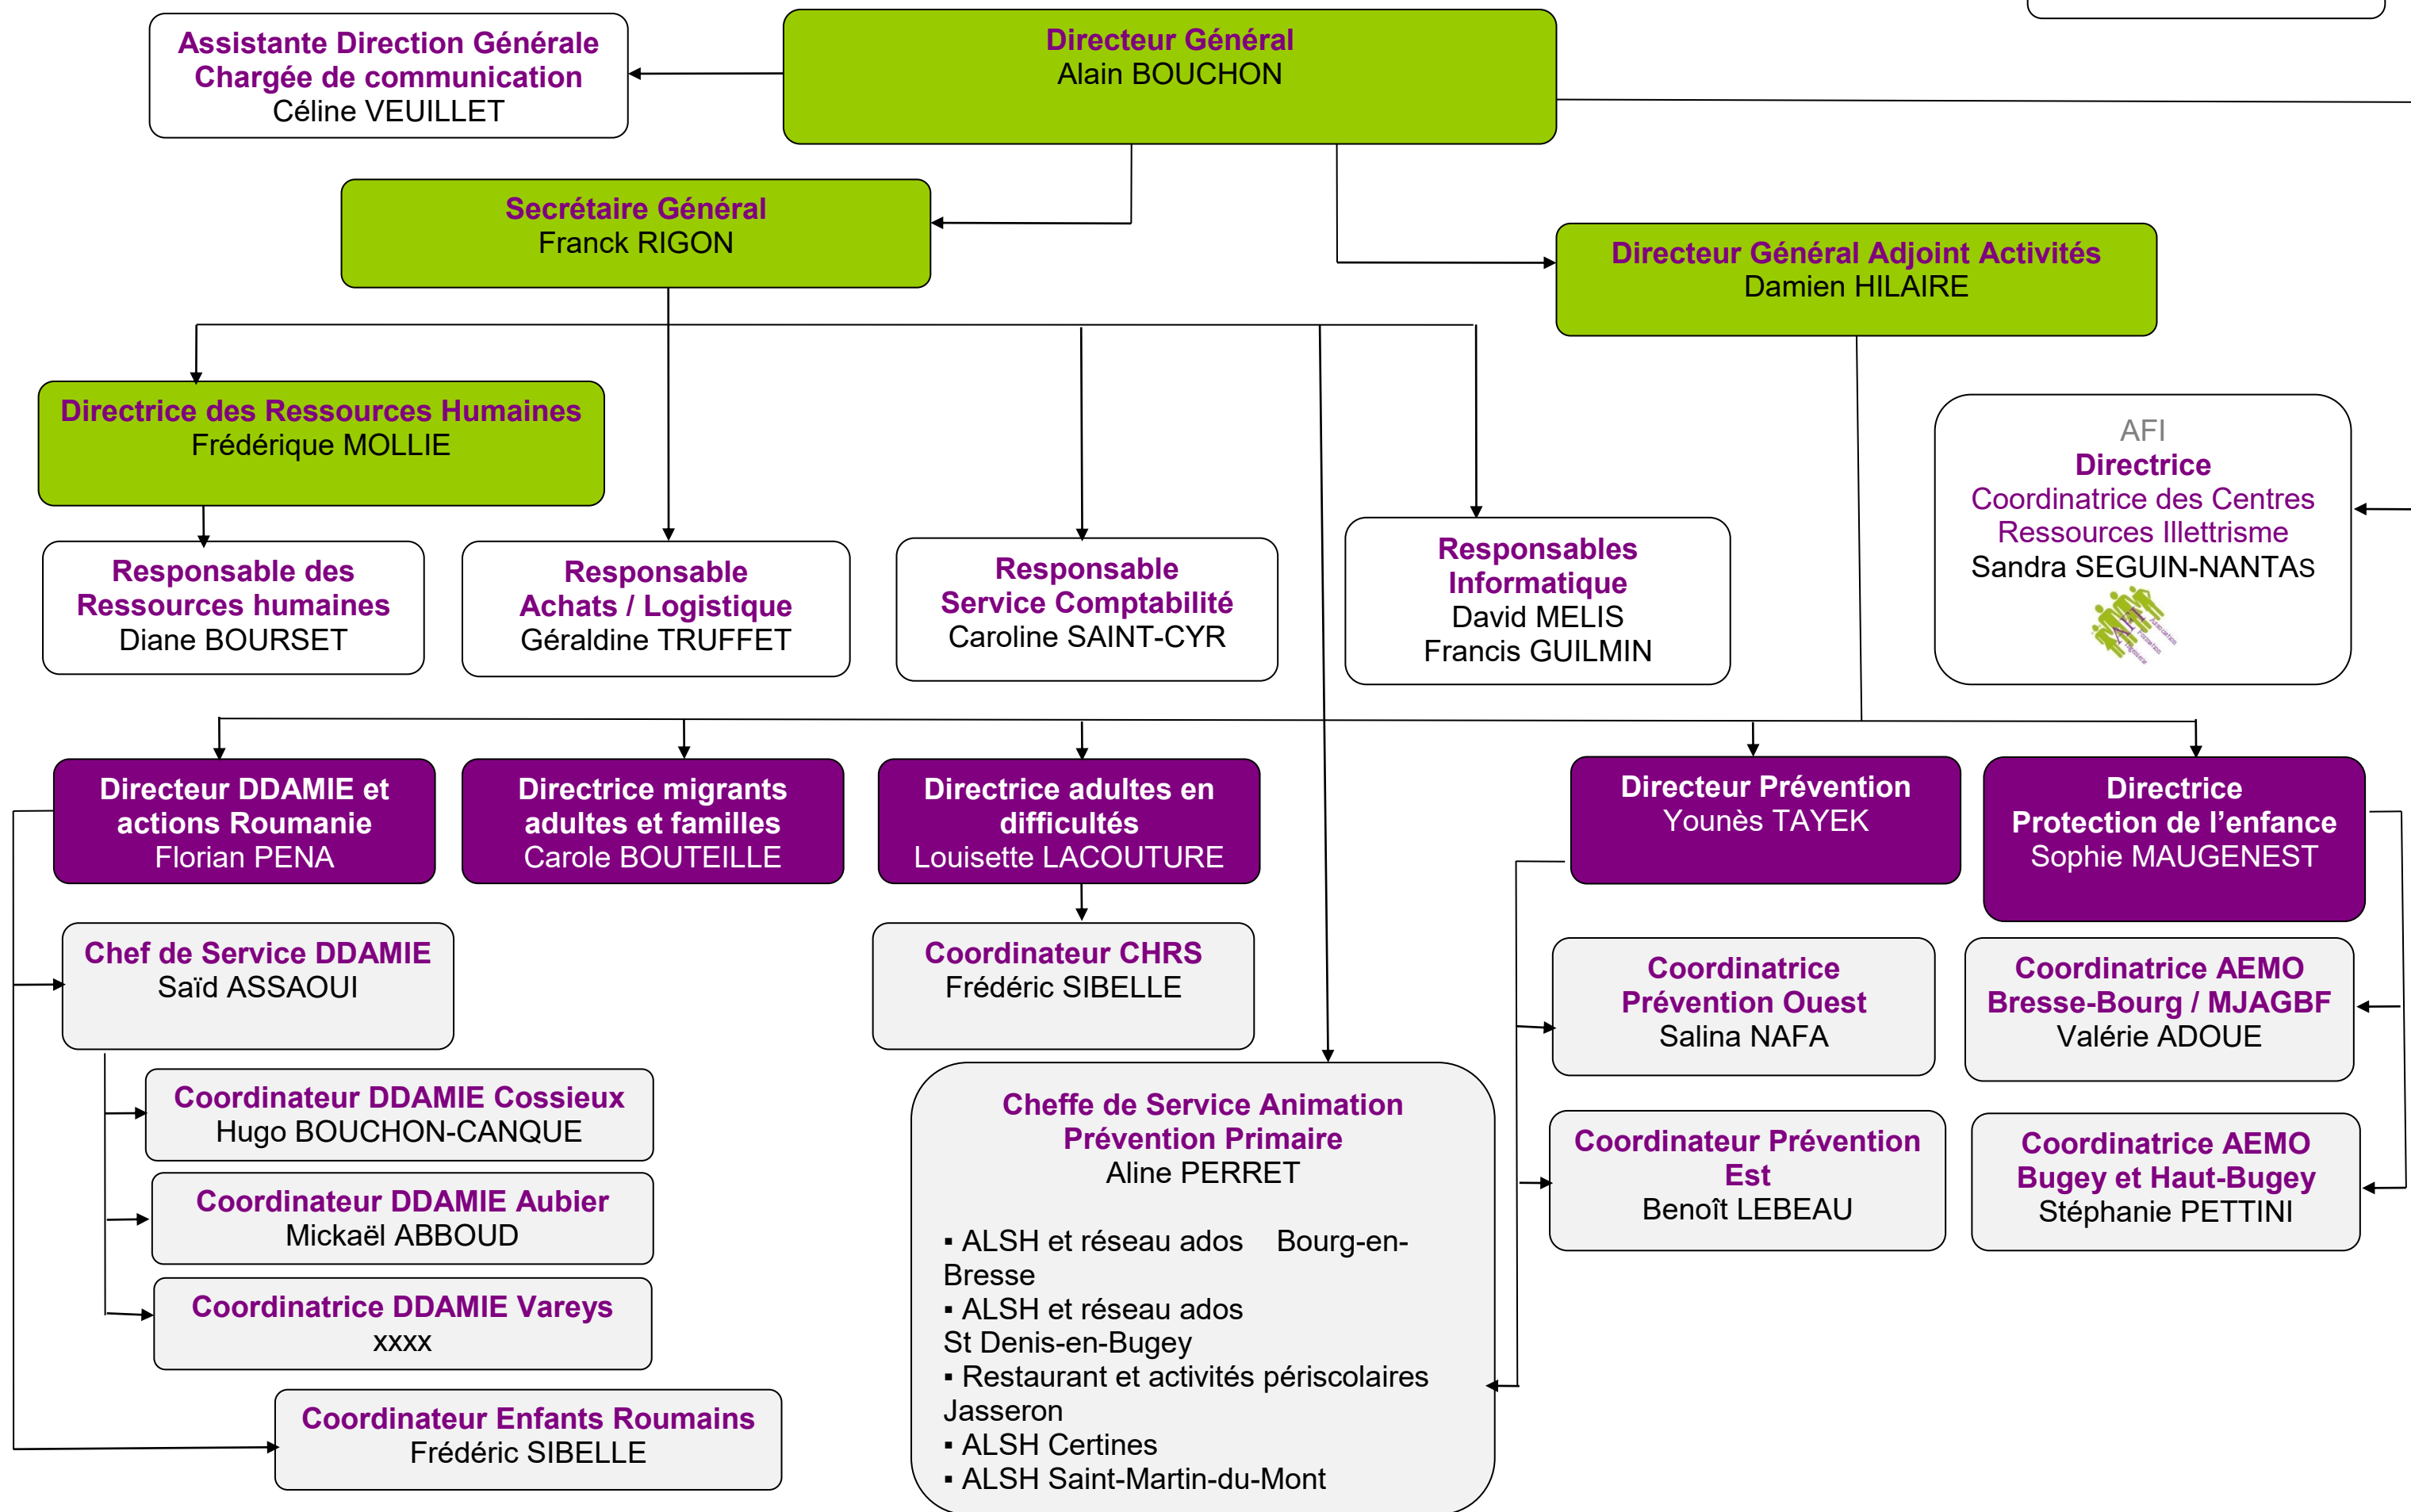 Assistante Direction Générale
Chargée de communication
Céline VEUILLET
Directeur Général
Alain BOUCHON
Secrétaire Général
Franck RIGON
Directeur Général Adjoint Activités
Damien HILAIRE
Directrice des Ressources Humaines
Frédérique MOLLIE
AFI
Directrice
Coordinatrice des Centres
Ressources Illettrisme
Sandra SEGUIN-NANTAS
AFI
Association
Formation
Ingénierie
Responsable des
Ressources humaines
Diane BOURSET
Responsable
Achats / Logistique
Géraldine TRUFFET
Responsable
Service Comptabilité
Caroline SAINT-CYR
Responsables
Informatique
David MELIS
Francis GUILMIN
Directeur DDAMIE et
actions Roumanie
Florian PENA
Directrice migrants
adultes et familles
Carole BOUTEILLE
Directrice adultes en
difficultés
Louisette LACOUTURE
Directeur Prévention
Younès TAYEK
Directrice
Protection de l’enfance
Sophie MAUGENEST
Chef de Service DDAMIE
Saïd ASSAOUI
Coordinateur CHRS
Frédéric SIBELLE
Coordinatrice
Prévention Ouest
Salina NAFA
Coordinatrice AEMO
Bresse-Bourg / MJAGBF
Valérie ADOUE
Coordinateur DDAMIE Cossieux
Hugo BOUCHON-CANQUE
Coordinateur DDAMIE Aubier
Mickaël ABBOUD
Coordinatrice DDAMIE Vareys
xxxx
Coordinateur Enfants Roumains
Frédéric SIBELLE
Cheffe de Service Animation
Prévention Primaire
Aline PERRET
▪ ALSH et réseau ados Bourg-en-
Bresse
▪ ALSH et réseau ados
St Denis-en-Bugey
▪ Restaurant et activités périscolaires
Jasseron
▪ ALSH Certines
▪ ALSH Saint-Martin-du-Mont
Coordinateur Prévention
Est
Benoît LEBEAU
Coordinatrice AEMO
Bugey et Haut-Bugey
Stéphanie PETTINI